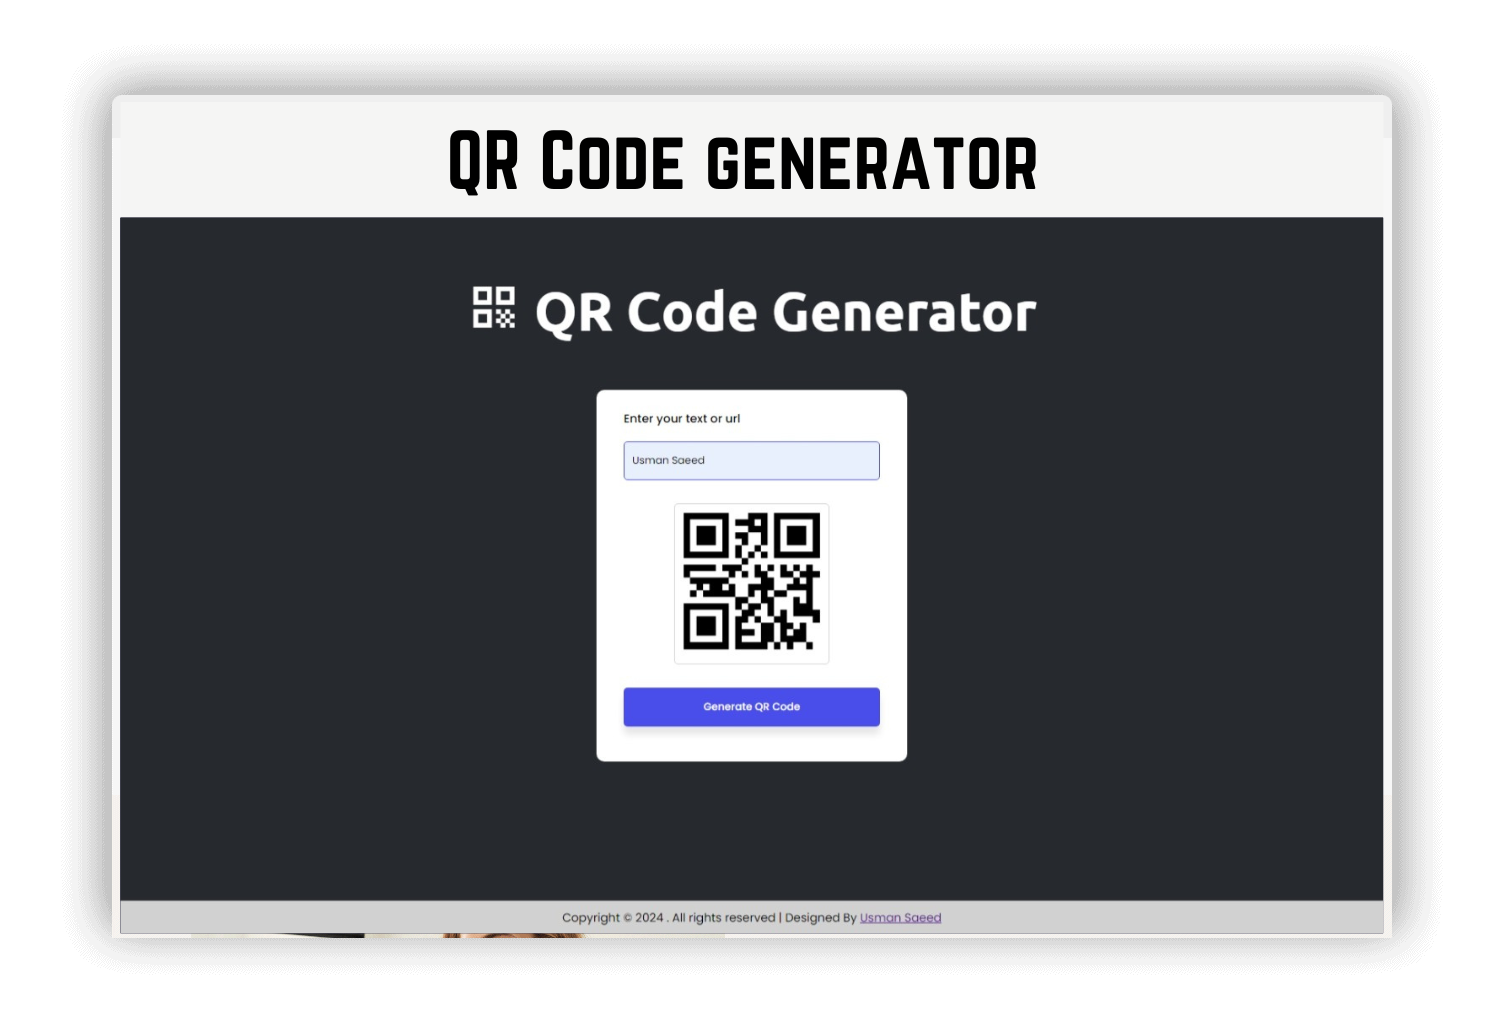 QR Code generator
QR Code Generator
Enter your text or url
Usman Saeed
Generate QR Code
Copyright © 2024 . All rights reserved | Designed By Usman Saeed